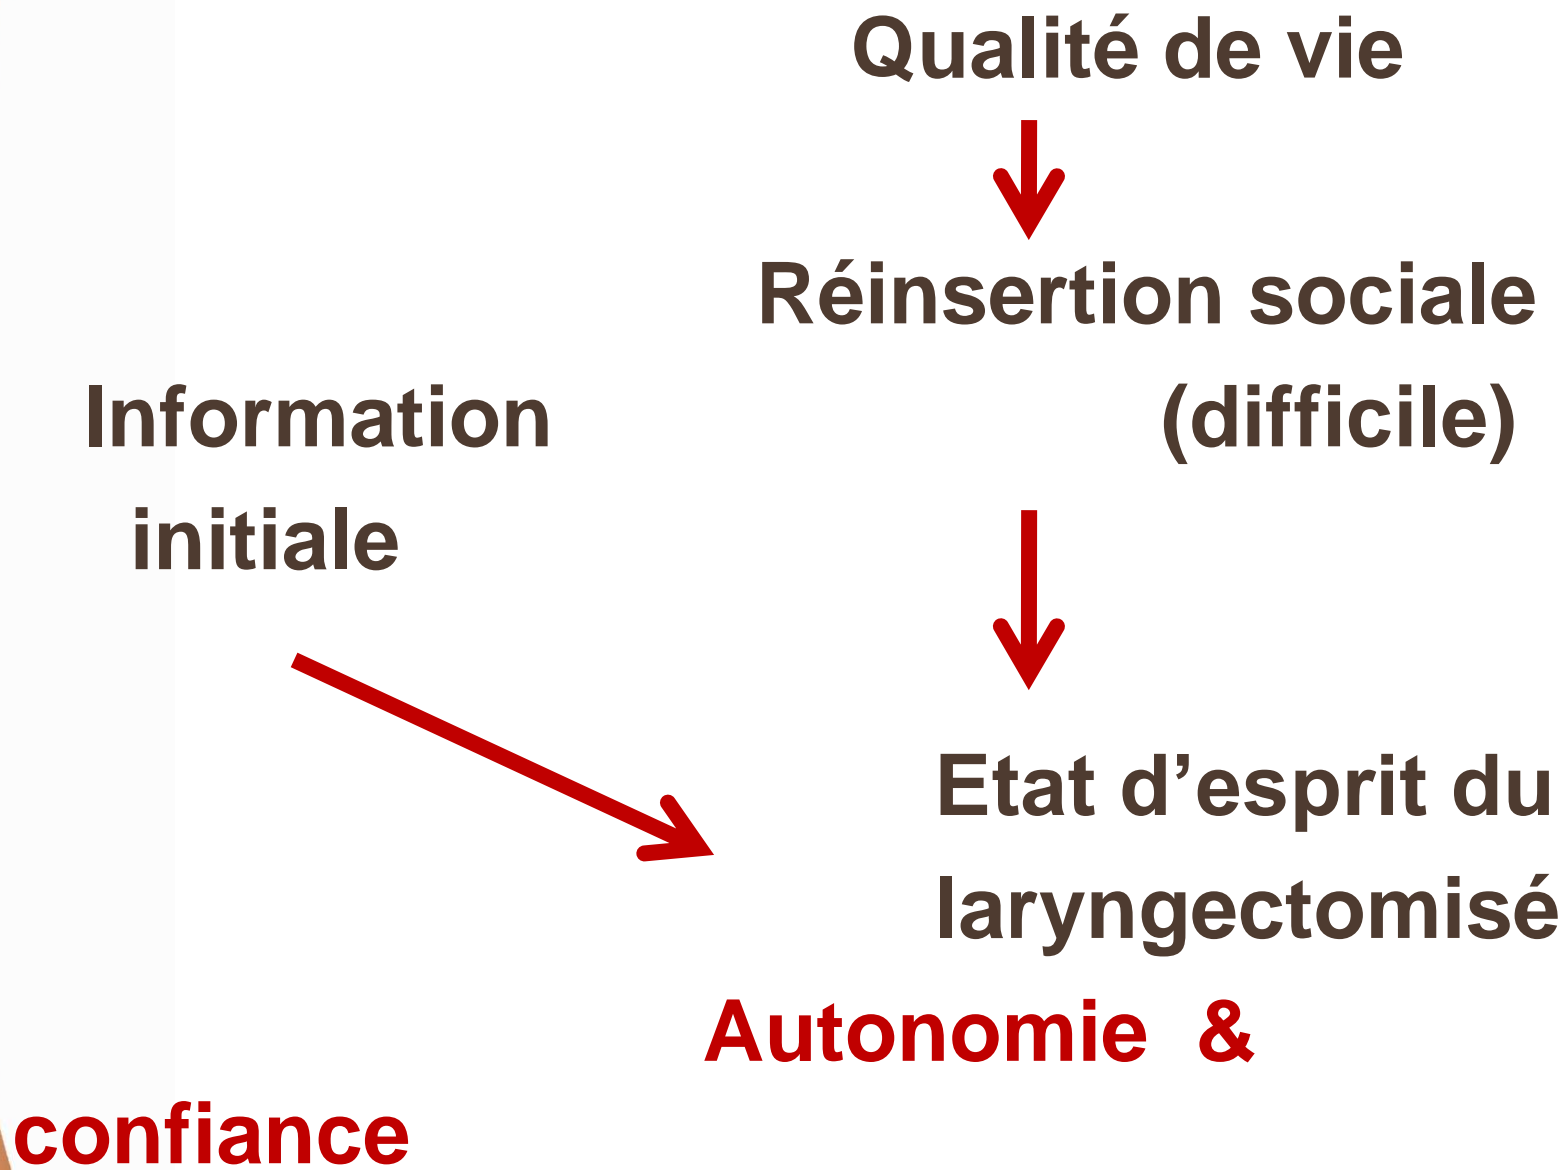 Qualité de vie
Réinsertion sociale
Information (difficile)
initiale
Etat d’esprit du
laryngectomisé
Autonomie &
confiance